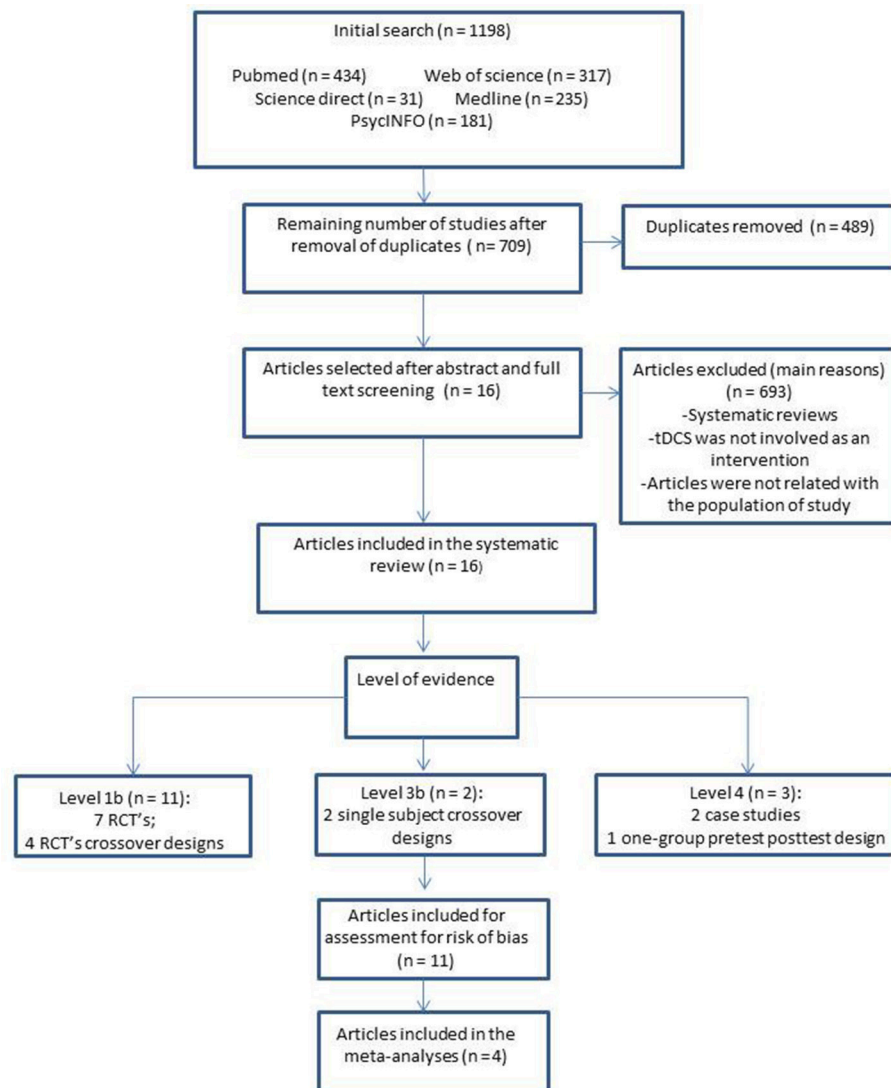 Initial search (n = 1198)
Pubmed (n = 434) Web of science (n = 317)
Science direct (n = 31) Medline (n = 235)
PsycINFO (n = 181)
Remaining number of studies after
removal of duplicates ( n= 709)
Duplicates removed (n = 489)
Articles selected after abstract and full
text screening (n = 16)
Articles excluded (main reasons)
(n = 693)
-Systematic reviews
-tDCS was not involved as an
intervention
-Articles were not related with
the population of study
Articles included in the systematic
review (n = 16)
Level of evidence
Level 1b (n = 11):
7 RCT's;
4 RCT's crossover designs
Level 3b (n = 2):
2 single subject crossover
designs
Level 4 (n = 3):
2 case studies
1 one-group pretest posttest design
Articles included for
assessment for risk of bias
(n = 11)
Articles included in the
meta-analyses (n = 4)